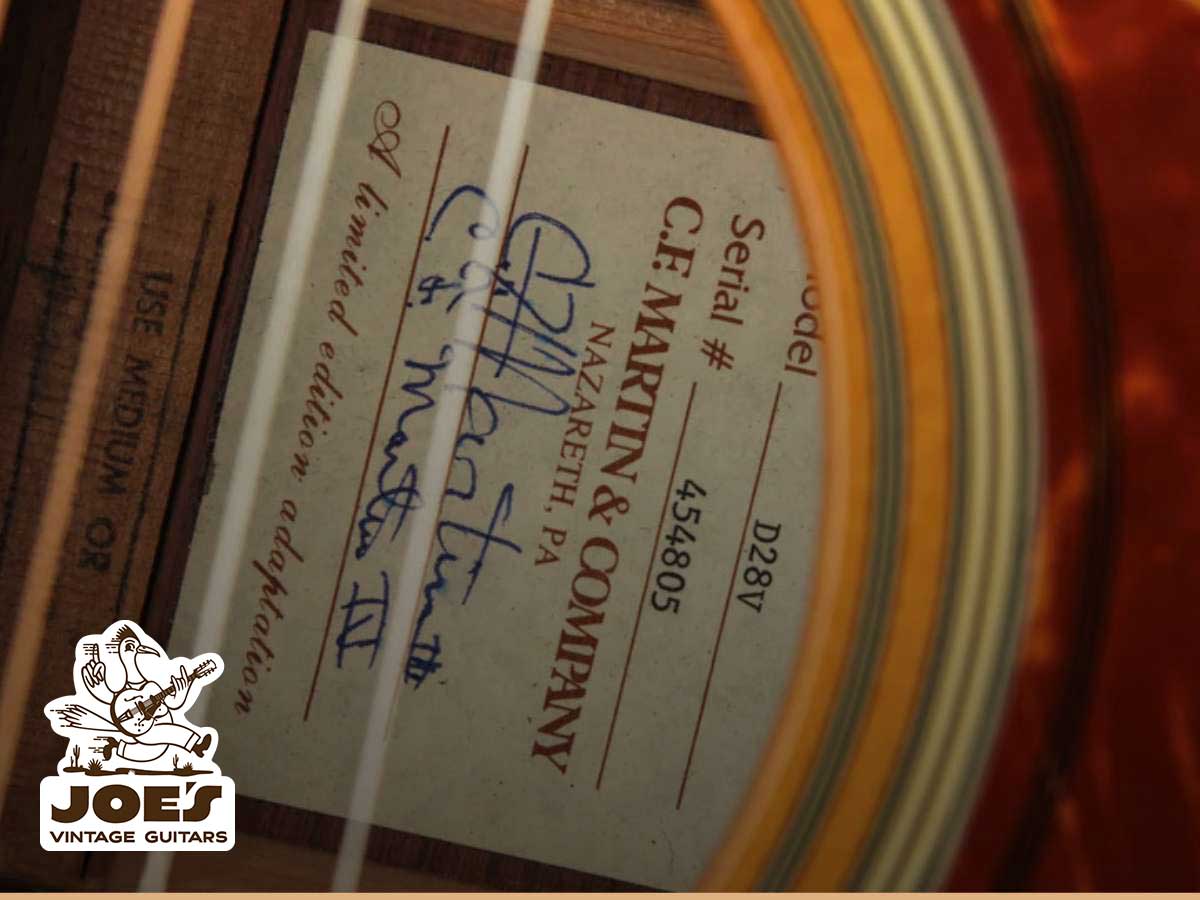 odel D28V
Serial # 454805
C.F. MARTIN & COMPANY
NAZARETH, PA
C. F. Martin III
C. F. Martin IV
A limited edition adaptation
USE MEDIUM OR
JOE'S
VINTAGE GUITARS